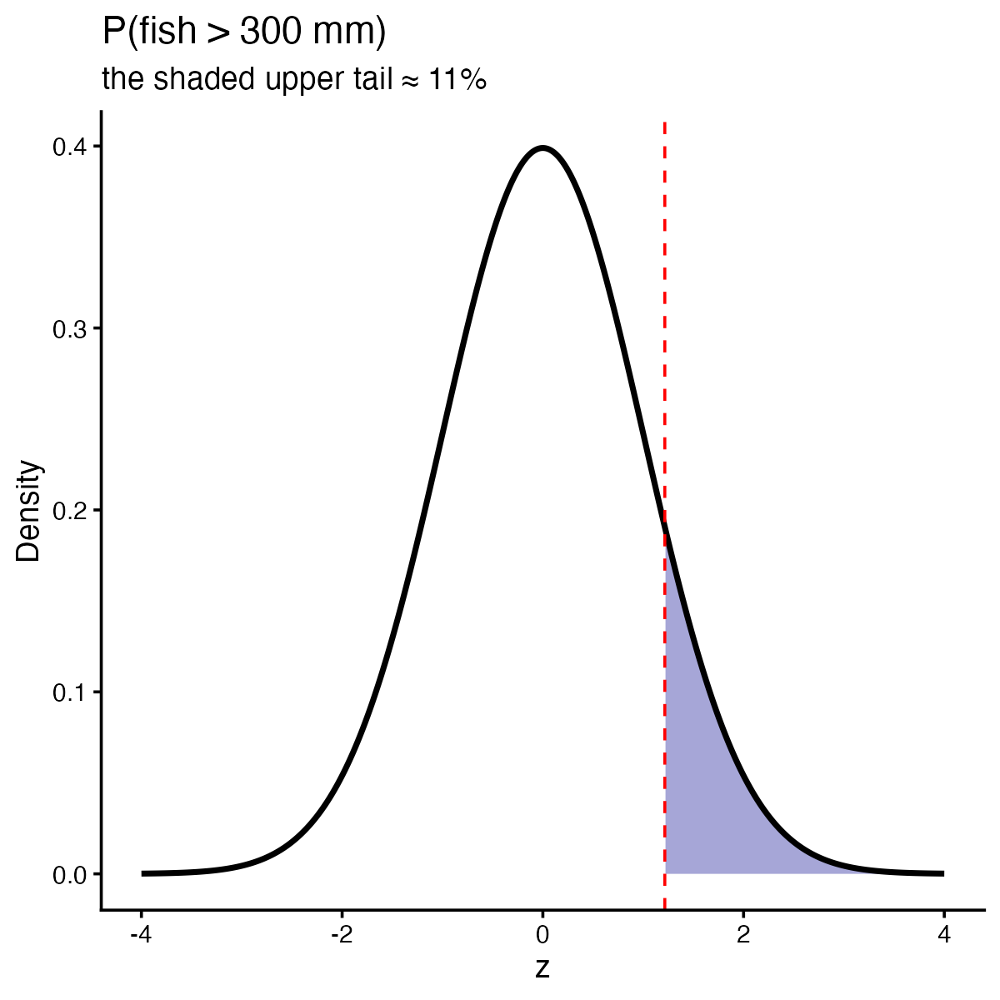 P(fish > 300 mm)
the shaded upper tail ≈ 11%
0.4
0.3
0.2
0.1
0.0
Density
-4 -2 0 2 4
z